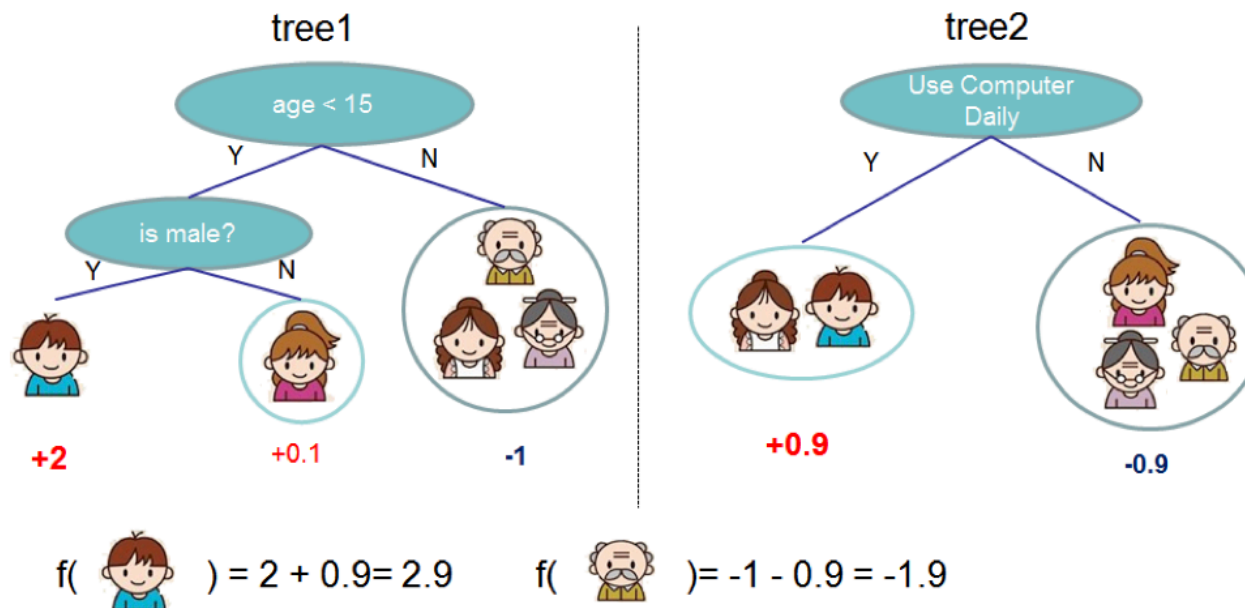 tree1
age < 15
Y
N
is male?
Y
N
+2
+0.1
-1
tree2
Use Computer
Daily
Y
N
+0.9
-0.9
f( ) = 2 + 0.9= 2.9
f( )= -1 - 0.9 = -1.9